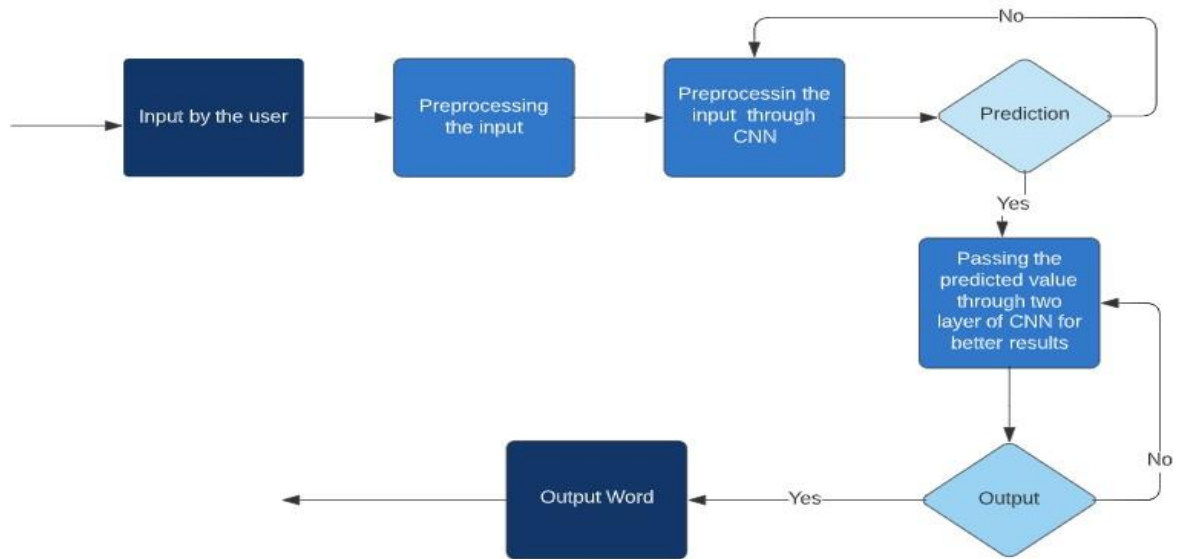 No
Input by the user
Preprocessing
the input
Preprocessin the
input through
CNN
Prediction
Yes
Passing the
predicted value
through two
layer of CNN for
better results
No
Output Word
Yes
Output